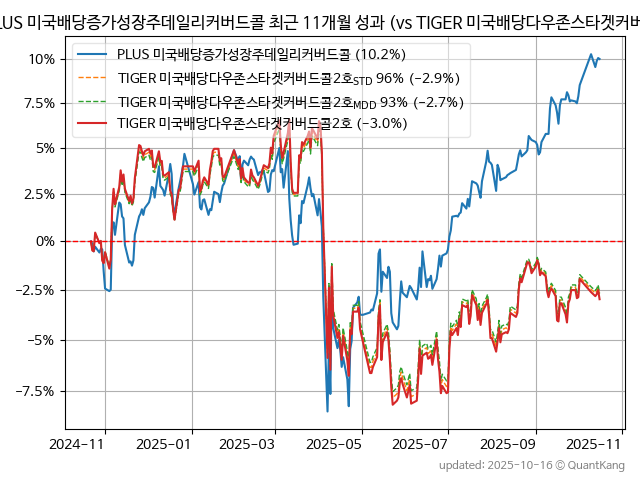 PLUS 미국배당증가성장주데일리커버드콜 최근 11개월 성과 (vs TIGER 미국배당다우존스타겟커버
PLUS 미국배당증가성장주데일리커버드콜 (10.2%)
TIGER 미국배당다우존스타겟커버드콜2호STD 96% (−2.9%)
TIGER 미국배당다우존스타겟커버드콜2호MDD 93% (−2.7%)
TIGER 미국배당다우존스타겟커버드콜2호 (−3.0%)
10%
7.5%
5%
2.5%
0%
−2.5%
−5%
−7.5%
2024−11 2025−01 2025−03 2025−05 2025−07 2025−09 2025−11
updated: 2025-10-16 ⓒ QuantKang